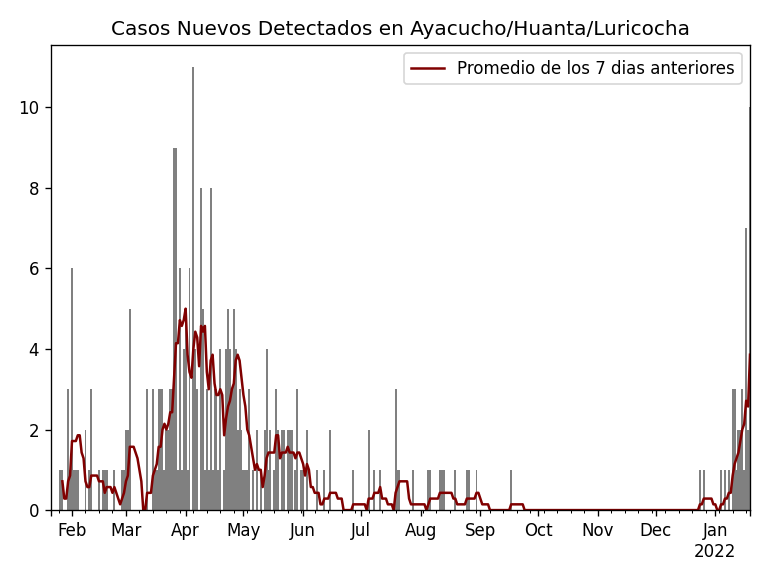 Casos Nuevos Detectados en Ayacucho/Huanta/Luricocha
Promedio de los 7 dias anteriores
10
8
6
4
2
0
Feb Mar Apr May Jun Jul Aug Sep Oct Nov Dec Jan
2022